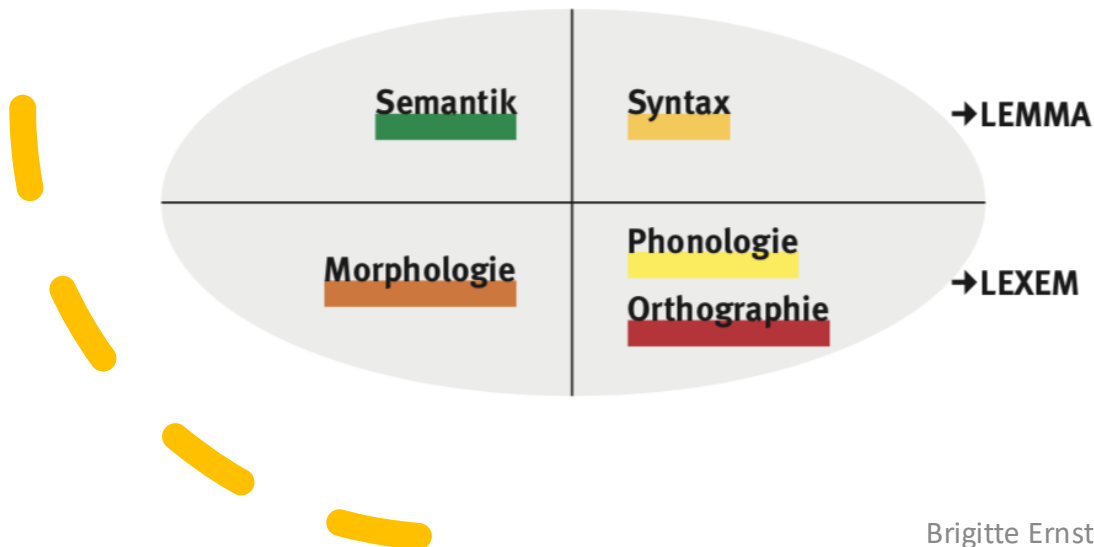 Semantik
Syntax
→LEMMA
Morphologie
Phonologie
Orthographie
→LEXEM
Brigitte Ernst